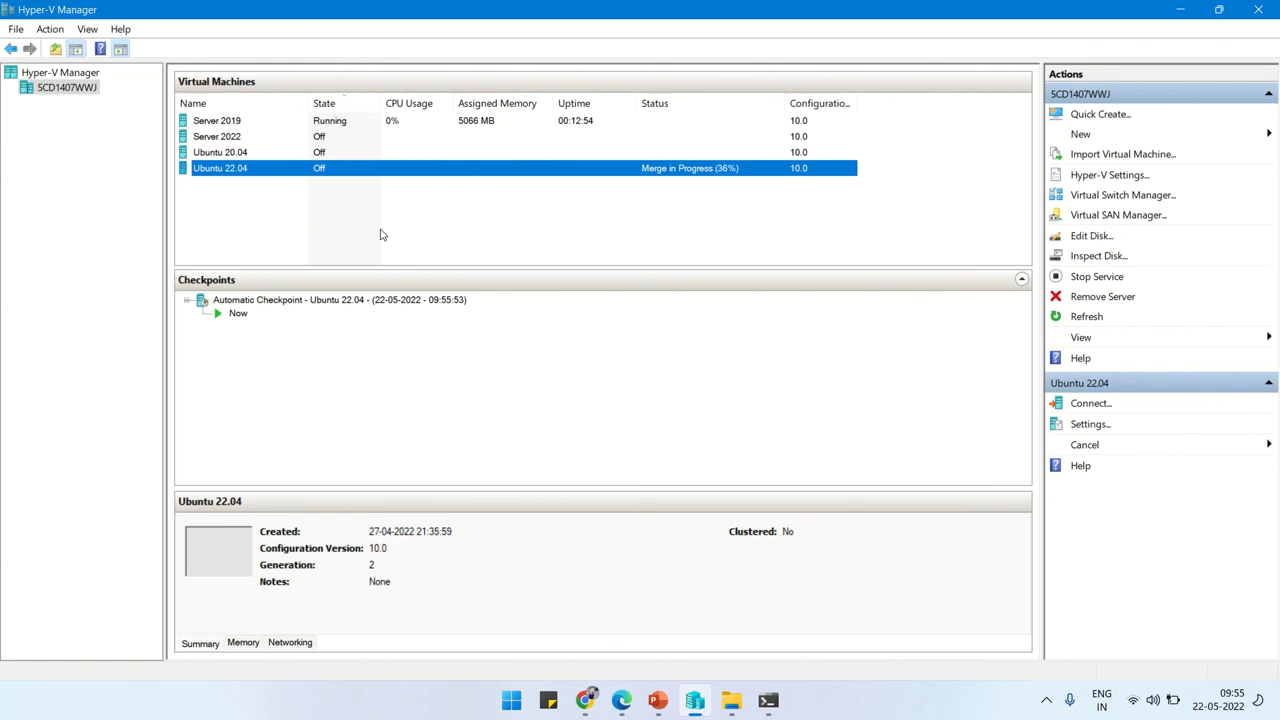 Hyper-V Manager
File Action View Help
Hyper-V Manager
5CD1407WWJ
Virtual Machines
Name State CPU Usage Assigned Memory Uptime Status Configuratio...
Server 2019 Running 0% 5066 MB 00:12:54 10.0
Server 2022 Off 10.0
Ubuntu 20.04 Off 10.0
Ubuntu 22.04 Off Merge in Progress (36%) 10.0
Checkpoints
Automatic Checkpoint - Ubuntu 22.04 - (22-05-2022 - 09:55:53)
Now
Ubuntu 22.04
Created: 27-04-2022 21:35:59 Clustered: No
Configuration Version: 10.0
Generation: 2
Notes: None
Summary Memory Networking
Actions
5CD1407WWJ
Quick Create...
New
Import Virtual Machine...
Hyper-V Settings...
Virtual Switch Manager...
Virtual SAN Manager...
Edit Disk...
Inspect Disk...
Stop Service
Remove Server
Refresh
View
Help
Ubuntu 22.04
Connect...
Settings...
Cancel
Help
ENG
IN
09:55
22-05-2022